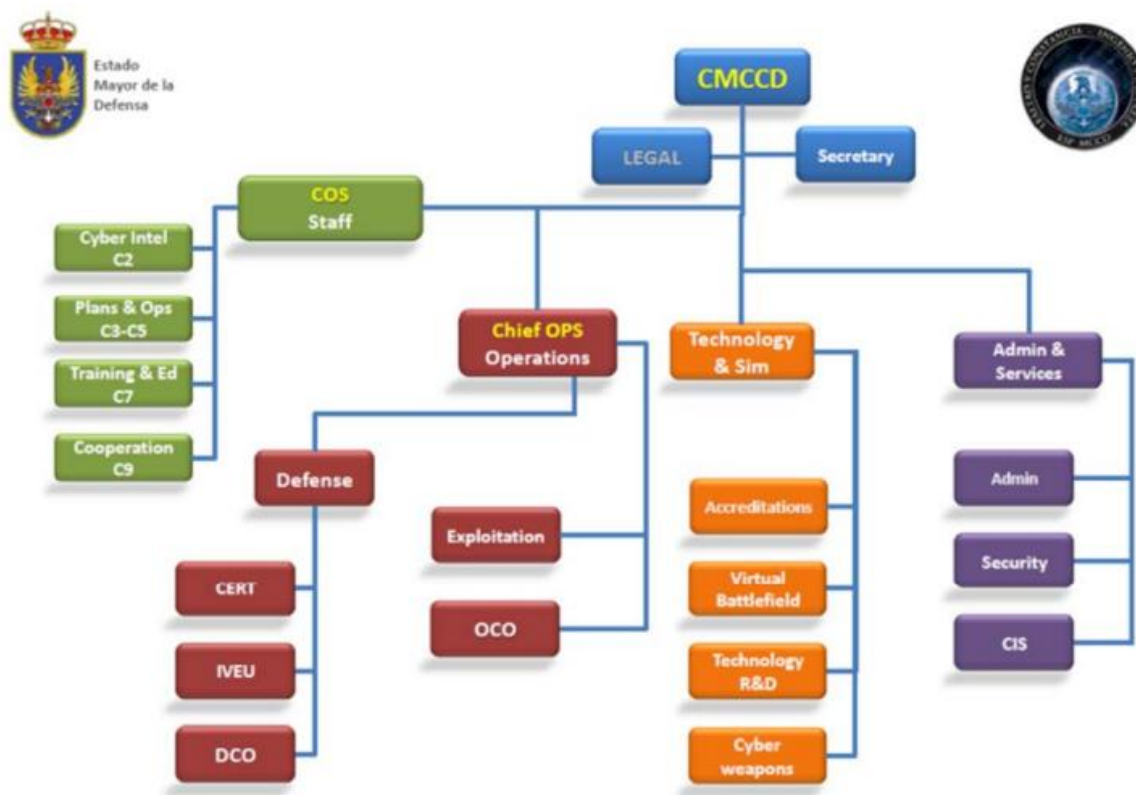 Estado
Mayor de la
Defensa
CMCCD
LEGAL
Secretary
COS
Staff
Cyber Intel
C2
Plans & Ops
C3-C5
Training & Ed
C7
Cooperation
C9
Chief OPS
Operations
Defense
CERT
IVEU
DCO
Exploitation
OCO
Technology
& Sim
Accreditations
Virtual
Battlefield
Technology
R&D
Cyber
weapons
Admin &
Services
Admin
Security
CIS